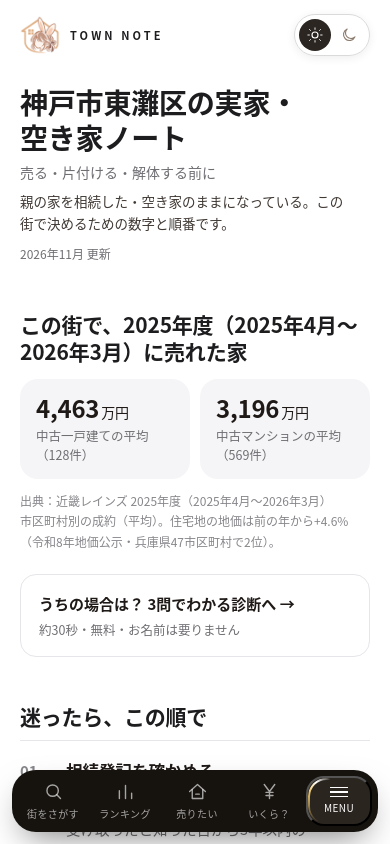 TOWN NOTE
神戸市東灘区の実家・
空き家ノート
売る・片付ける・解体する前に
親の家を相続した・空き家のままになっている。この
街で決めるための数字と順番です。
2026年11月 更新
この街で、2025年度（2025年4月〜
2026年3月）に売れた家
4,463万円
中古一戸建ての平均
（128件）
3,196万円
中古マンションの平均
（569件）
出典：近畿レインズ 2025年度（2025年4月〜2026年3月）
市区町村別の成約（平均）。住宅地の地価は前の年から+4.6%
（令和8年地価公示・兵庫県47市区町村で2位）。
うちの場合は？ 3問でわかる診断へ →
約30秒・無料・お名前は要りません
迷ったら、この順で
01 相続登記を確かめる
街をさがす
ランキング
売りたい
いくら？
MENU